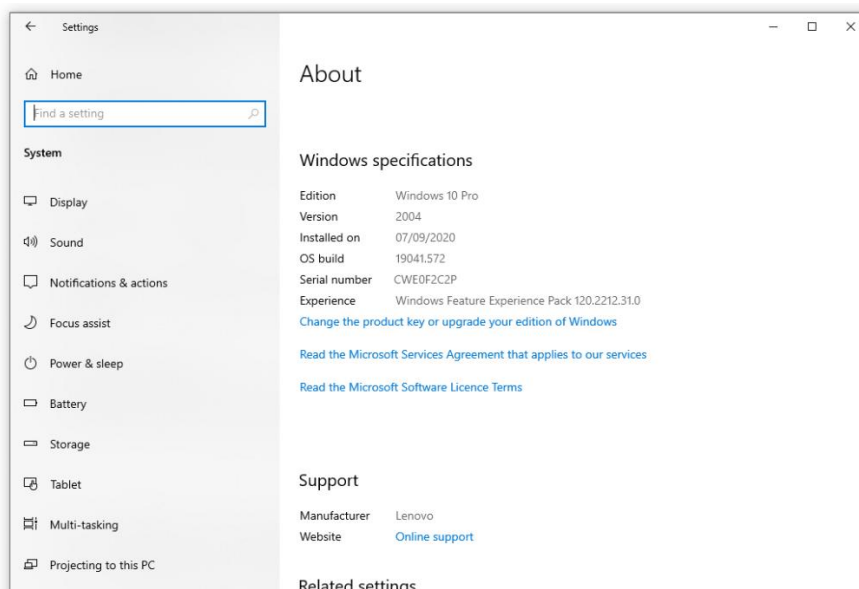 Settings
Home
Find a setting
System
Display
Sound
Notifications & actions
Focus assist
Power & sleep
Battery
Storage
Tablet
Multi-tasking
Projecting to this PC
About
Windows specifications
Edition Windows 10 Pro
Version 2004
Installed on 07/09/2020
OS build 19041.572
Serial number CWE0F2C2P
Experience Windows Feature Experience Pack 120.2212.31.0
Change the product key or upgrade your edition of Windows
Read the Microsoft Services Agreement that applies to our services
Read the Microsoft Software Licence Terms
Support
Manufacturer Lenovo
Website Online support
Related settings